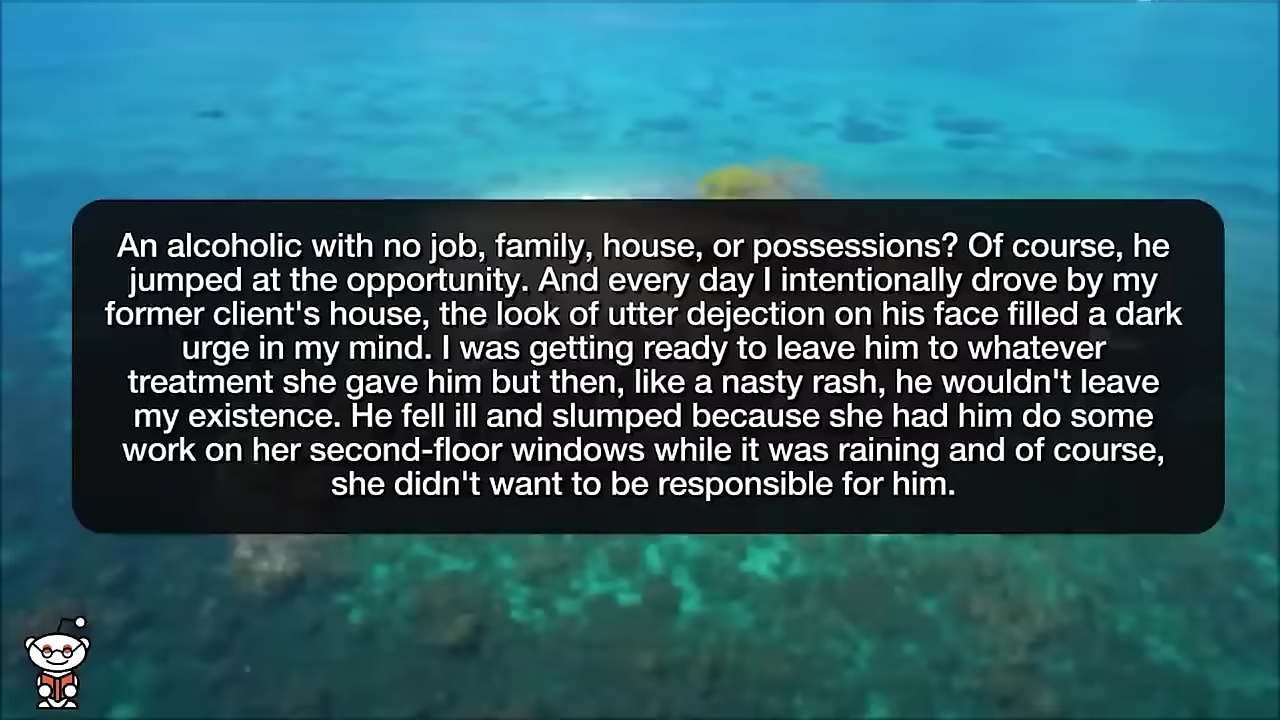 An alcoholic with no job, family, house, or possessions? Of course, he
jumped at the opportunity. And every day I intentionally drove by my
former client's house, the look of utter dejection on his face filled a dark
urge in my mind. I was getting ready to leave him to whatever
treatment she gave him but then, like a nasty rash, he wouldn't leave
my existence. He fell ill and slumped because she had him do some
work on her second-floor windows while it was raining and of course,
she didn't want to be responsible for him.